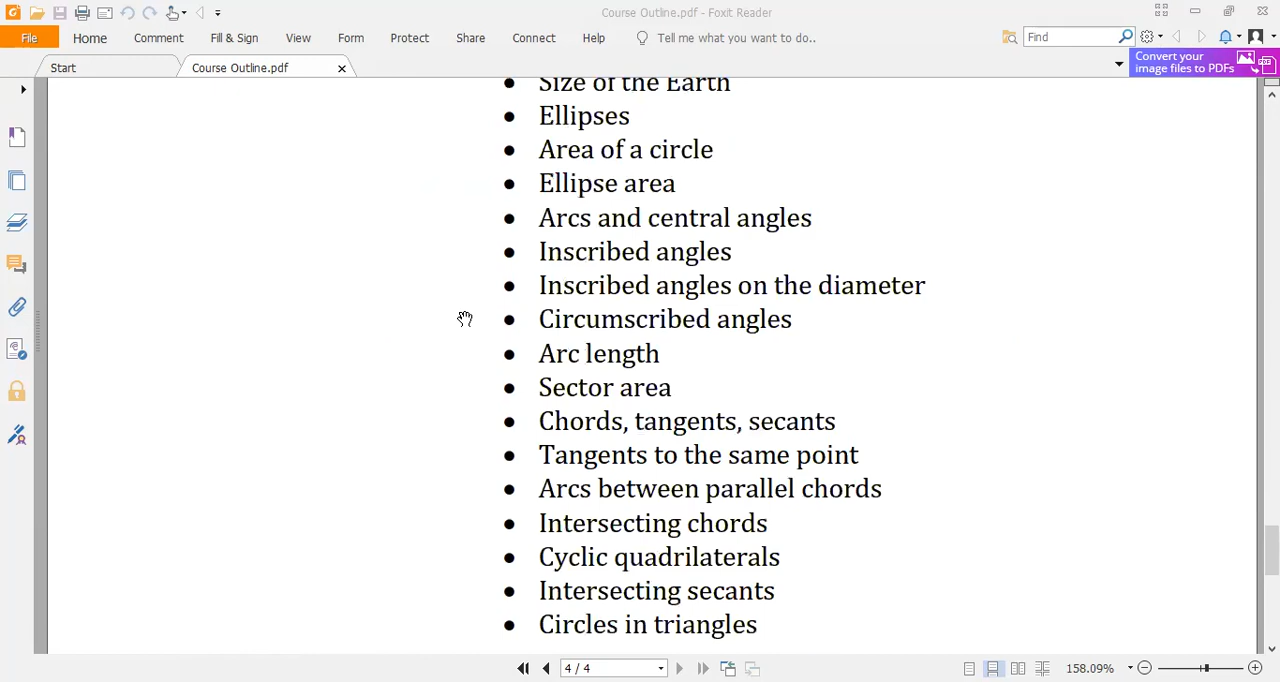 Course Outline.pdf - Foxit Reader
File Home Comment Fill & Sign View Form Protect Share Connect Help Tell me what you want to do.. Find
Start Course Outline.pdf
Convert your
image files to PDFs
PDF
• Size of the Earth
• Ellipses
• Area of a circle
• Ellipse area
• Arcs and central angles
• Inscribed angles
• Inscribed angles on the diameter
• Circumscribed angles
• Arc length
• Sector area
• Chords, tangents, secants
• Tangents to the same point
• Arcs between parallel chords
• Intersecting chords
• Cyclic quadrilaterals
• Intersecting secants
• Circles in triangles
4 / 4 158.09%